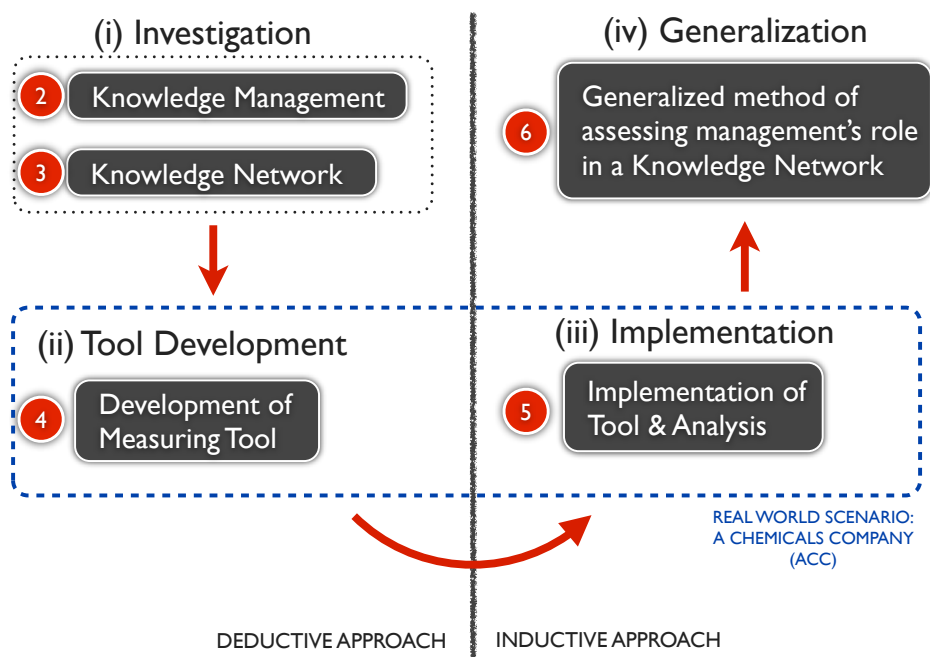 (i) Investigation
2
Knowledge Management
3
Knowledge Network
(ii) Tool Development
4
Development of
Measuring Tool
(iv) Generalization
6
Generalized method of
assessing management's role
in a Knowledge Network
(iii) Implementation
5
Implementation of
Tool & Analysis
REAL WORLD SCENARIO:
A CHEMICALS COMPANY
(ACC)
DEDUCTIVE APPROACH
INDUCTIVE APPROACH